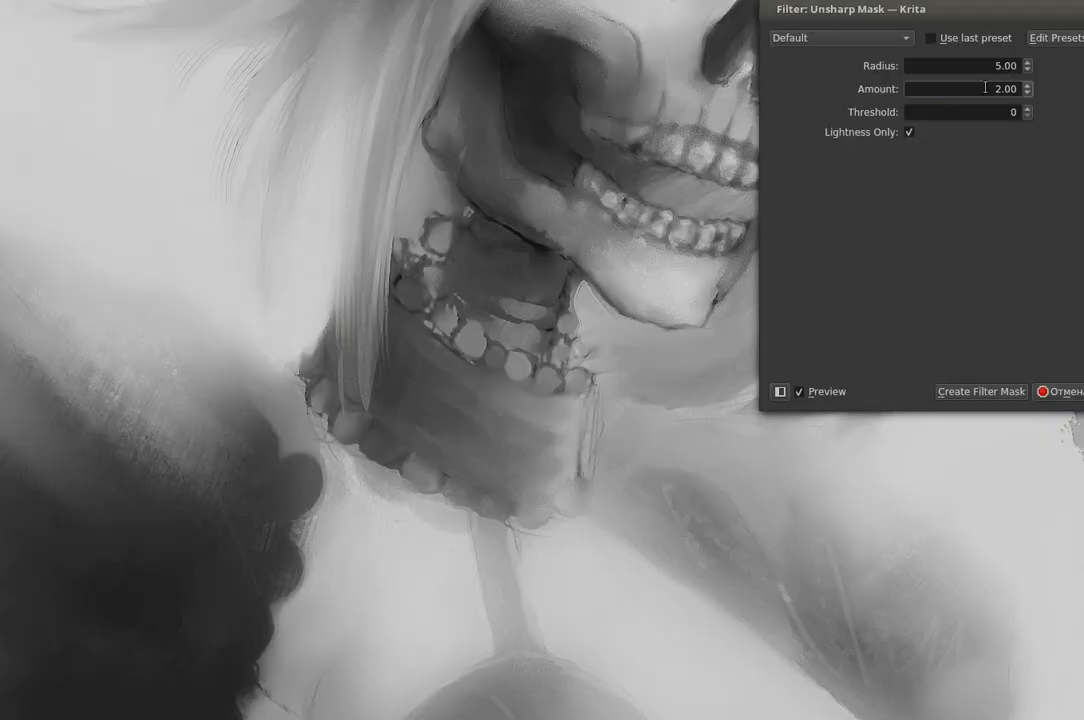 Filter: Unsharp Mask — Krita
Default
Use last preset
Edit Presets
Radius: 5.00
Amount: 2.00
Threshold: 0
Lightness Only:
Preview
Create Filter Mask
Отмена